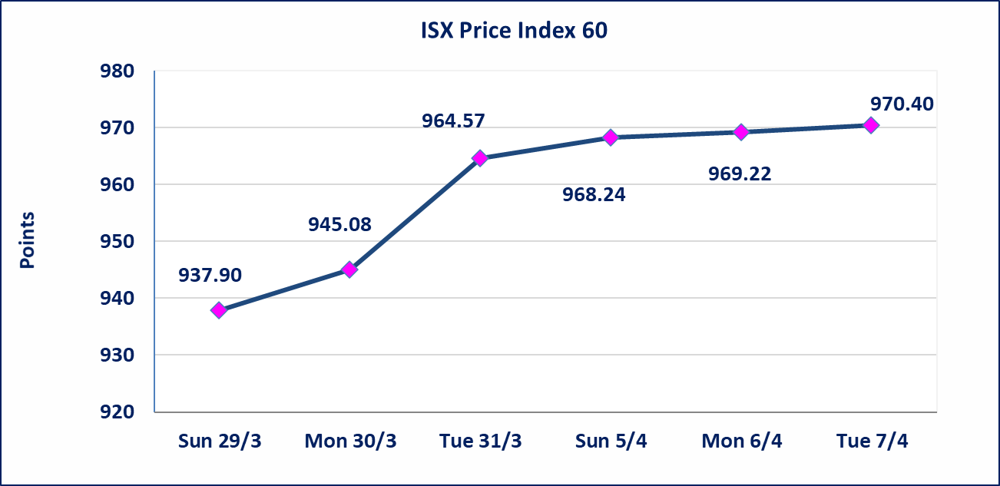 ISX Price Index 60
Points
980
970
960
950
940
930
920
937.90
945.08
964.57
968.24
969.22
970.40
Sun 29/3
Mon 30/3
Tue 31/3
Sun 5/4
Mon 6/4
Tue 7/4